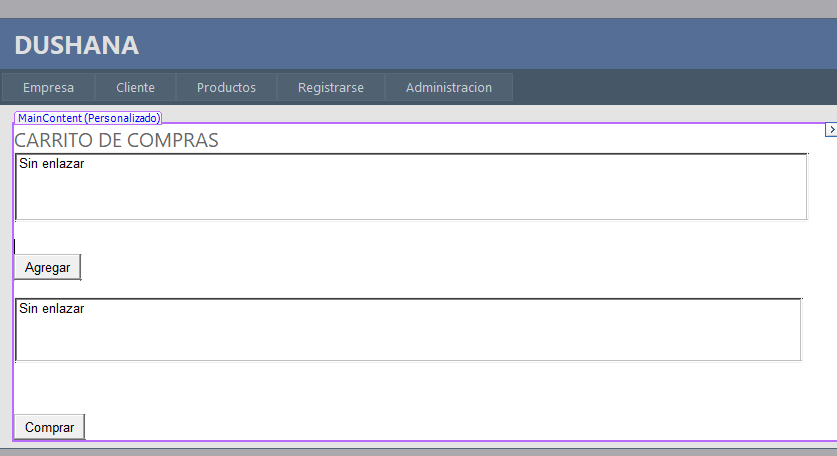 DUSHANA
Empresa Cliente Productos Registrarse Administracion
MainContent (Personalizado)
CARRITO DE COMPRAS
Sin enlazar
Agregar
Sin enlazar
Comprar